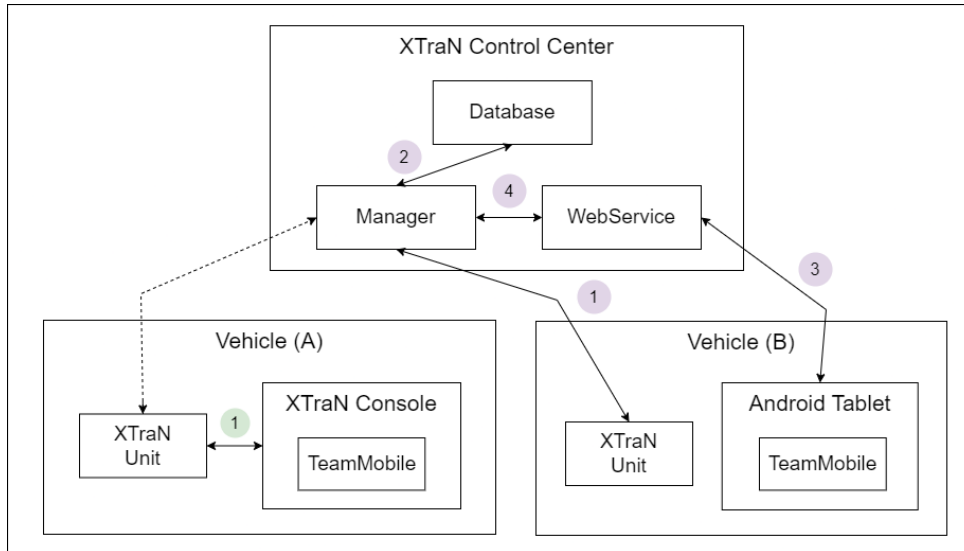 XTraN Control Center
Database
2
4
Manager
WebService
3
1
Vehicle (A)
Vehicle (B)
XTraN Console
Android Tablet
1
XTraN
Unit
TeamMobile
XTraN
Unit
TeamMobile